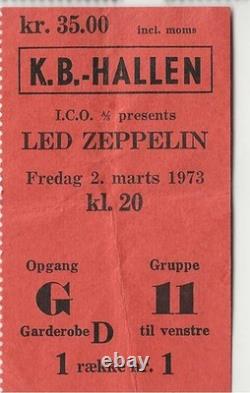 kr. 35.00 incl. moms
K.B.-HALLEN
I.C.O. A/S presents
LED ZEPPELIN
Fredag 2. marts 1973
kl. 20
Opgang Gruppe
G 11
Garderobe D til venstre
1 række nr. 1